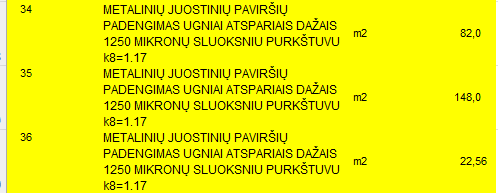 34 METALINIŲ JUOSTINIŲ PAVIRŠIŲ
PADENGIMAS UGNIAI ATSPARIAIS DAŽAIS
1250 MIKRONŲ SLUOKSNIU PURKŠTUVU m2 82,0
k8=1.17
35 METALINIŲ JUOSTINIŲ PAVIRŠIŲ
PADENGIMAS UGNIAI ATSPARIAIS DAŽAIS
1250 MIKRONŲ SLUOKSNIU PURKŠTUVU m2 148,0
k8=1.17
36 METALINIŲ JUOSTINIŲ PAVIRŠIŲ
PADENGIMAS UGNIAI ATSPARIAIS DAŽAIS
1250 MIKRONŲ SLUOKSNIU PURKŠTUVU m2 22,56
k8=1.17